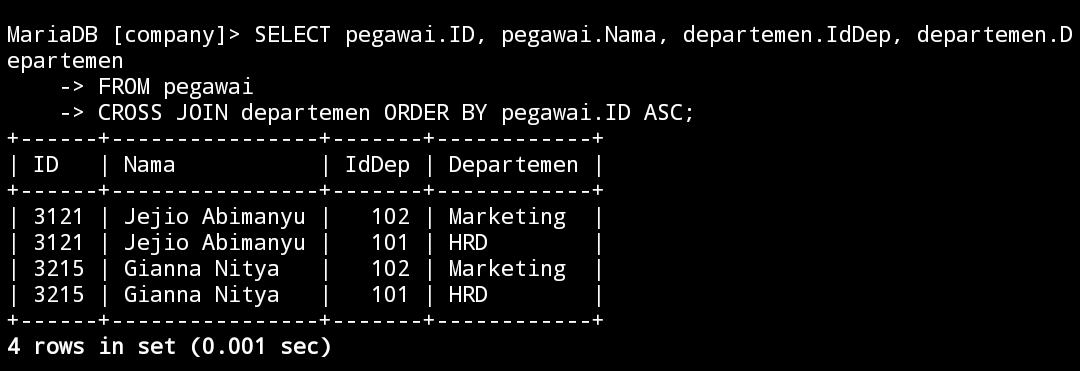 MariaDB [company]> SELECT pegawai.ID, pegawai.Nama, departemen.IdDep, departemen.D
epartemen
    -> FROM pegawai
    -> CROSS JOIN departemen ORDER BY pegawai.ID ASC;
+------+----------------+-------+------------+
| ID   | Nama           | IdDep | Departemen |
+------+----------------+-------+------------+
| 3121 | Jejio Abimanyu |   102 | Marketing  |
| 3121 | Jejio Abimanyu |   101 | HRD        |
| 3215 | Gianna Nitya   |   102 | Marketing  |
| 3215 | Gianna Nitya   |   101 | HRD        |
+------+----------------+-------+------------+
4 rows in set (0.001 sec)